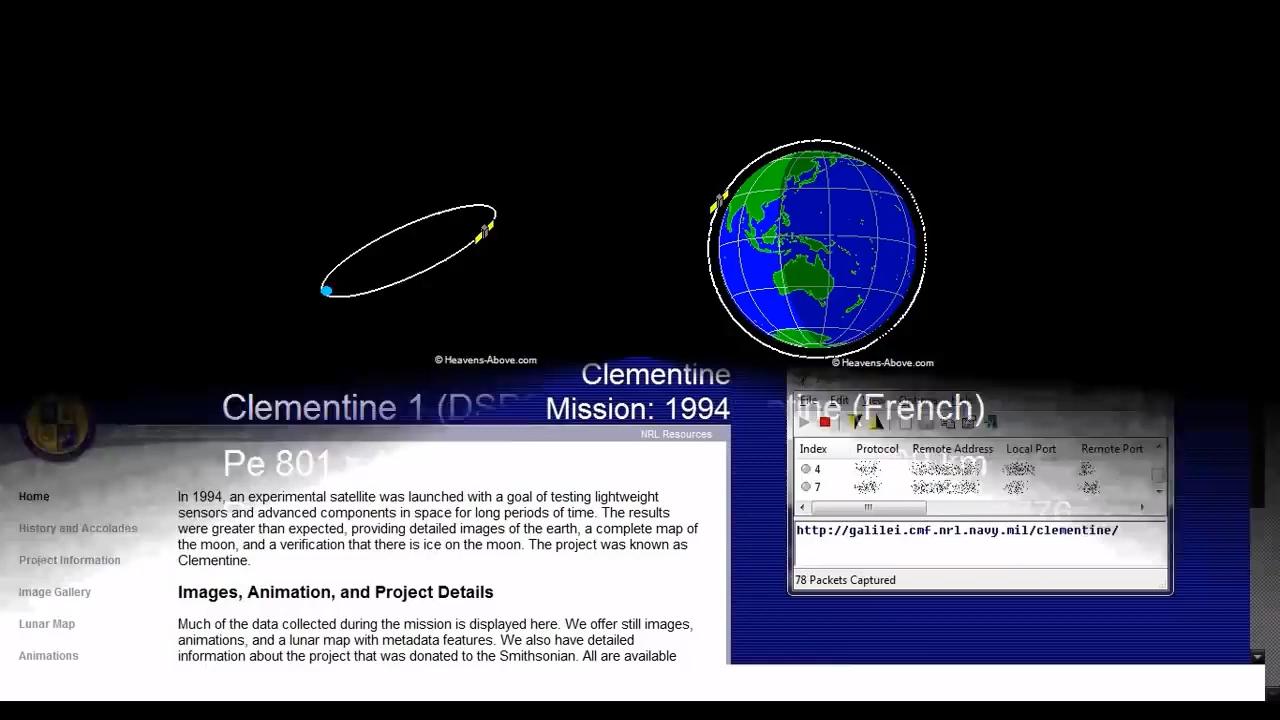 © Heavens-Above.com
© Heavens-Above.com
Clementine
Clementine 1 (DSP
Mission: 1994
(French)
NRL Resources
Pe 801
File Edit
Index Protocol Remote Address Local Port Remote Port
4
7
http://galilei.cmf.nrl.navy.mil/clementine/
78 Packets Captured
Home
History and Accolades
Project Information
Image Gallery
Lunar Map
Animations
In 1994, an experimental satellite was launched with a goal of testing lightweight
sensors and advanced components in space for long periods of time. The results
were greater than expected, providing detailed images of the earth, a complete map of
the moon, and a verification that there is ice on the moon. The project was known as
Clementine.
Images, Animation, and Project Details
Much of the data collected during the mission is displayed here. We offer still images,
animations, and a lunar map with metadata features. We also have detailed
information about the project that was donated to the Smithsonian. All are available